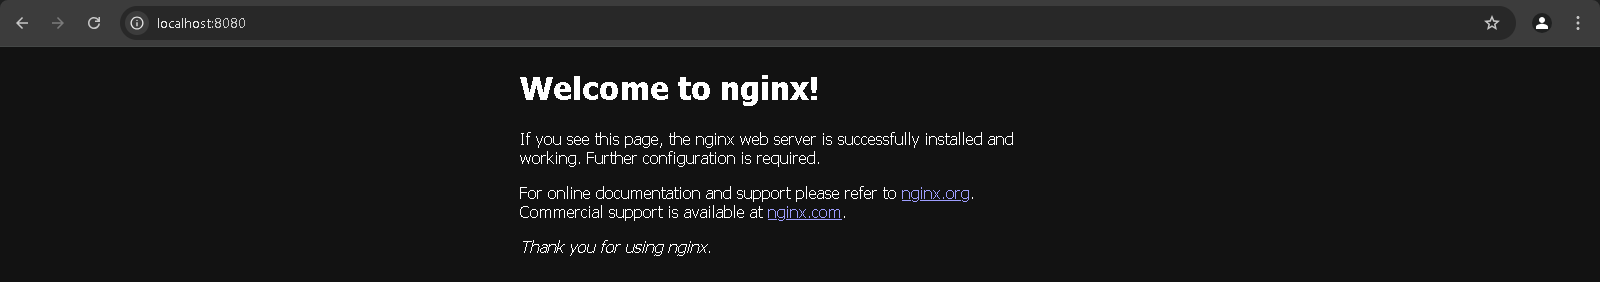 localhost:8080
Welcome to nginx!
If you see this page, the nginx web server is successfully installed and
working. Further configuration is required.
For online documentation and support please refer to nginx.org.
Commercial support is available at nginx.com.
Thank you for using nginx.